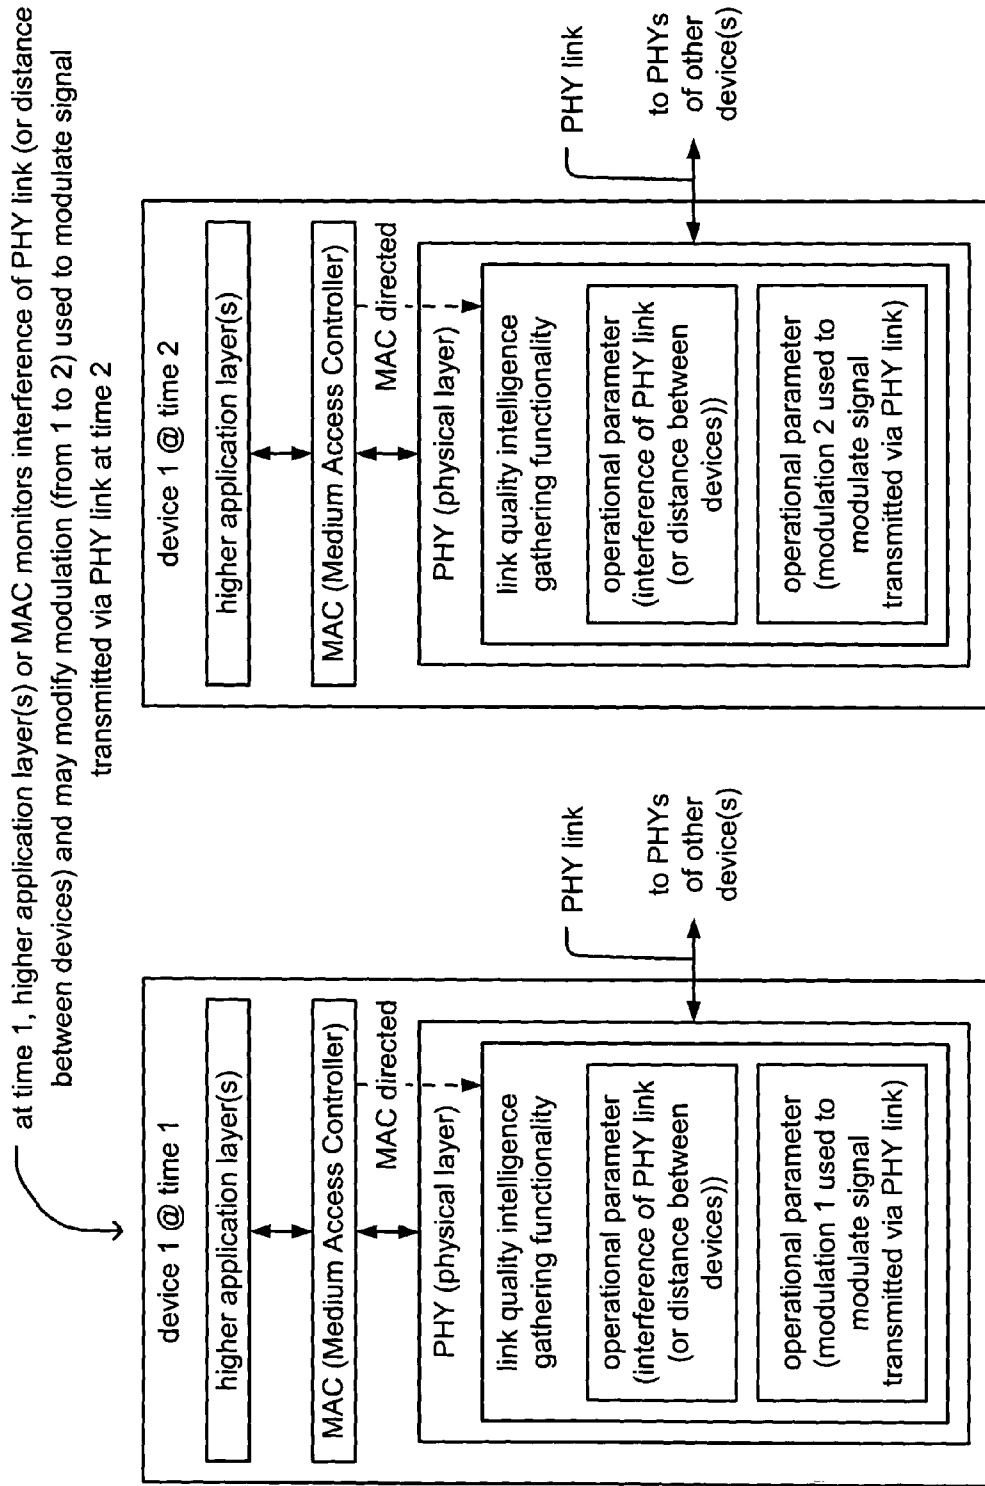 at time 1, higher application layer(s) or MAC monitors interference of PHY link (or distance
between devices) and may modify modulation (from 1 to 2) used to modulate signal
transmitted via PHY link at time 2
device 1 @ time 1
higher application layer(s)
MAC (Medium Access Controller)
MAC directed
PHY (physical layer)
link quality intelligence
gathering functionality
operational parameter
(interference of PHY link
(or distance between
devices))
operational parameter
(modulation 1 used to
modulate signal
transmitted via PHY link)
PHY link
to PHYs
of other
device(s)
device 1 @ time 2
higher application layer(s)
MAC (Medium Access Controller)
MAC directed
PHY (physical layer)
link quality intelligence
gathering functionality
operational parameter
(interference of PHY link
(or distance between
devices))
operational parameter
(modulation 2 used to
modulate signal
transmitted via PHY link)
PHY link
to PHYs
of other
device(s)